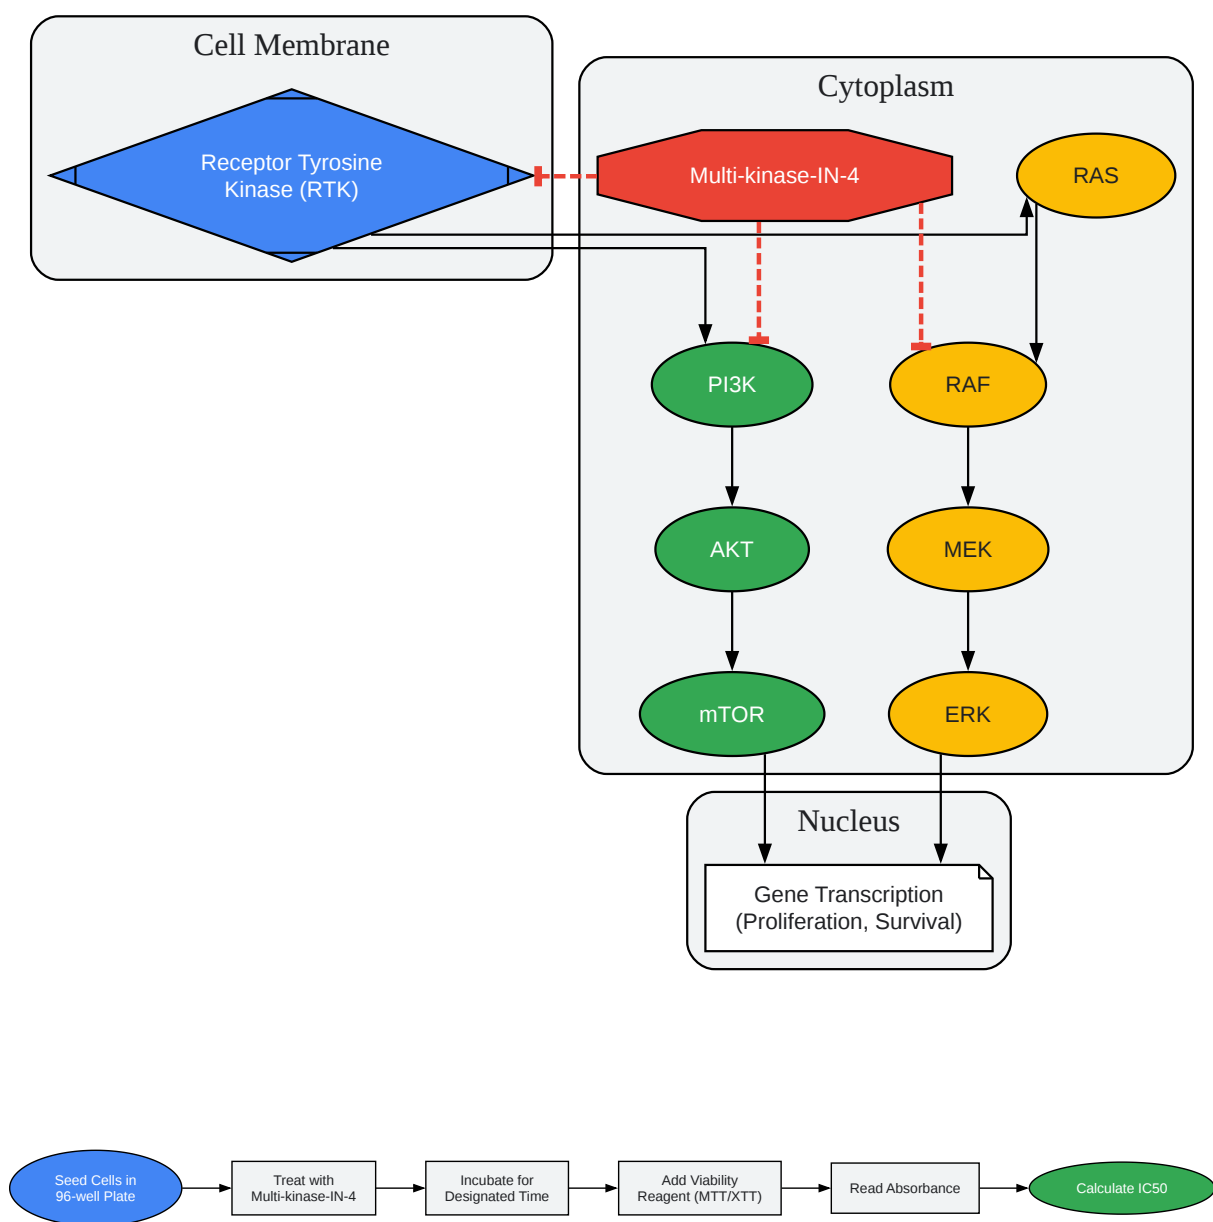 Cell Membrane
Cytoplasm
Receptor Tyrosine
Kinase (RTK)
Multi-kinase-IN-4
RAS
PI3K
RAF
AKT
MEK
mTOR
ERK
Nucleus
Gene Transcription
(Proliferation, Survival)
Seed Cells in
96-well Plate
Treat with
Multi-kinase-IN-4
Incubate for
Designated Time
Add Viability
Reagent (MTT/XTT)
Read Absorbance
Calculate IC50